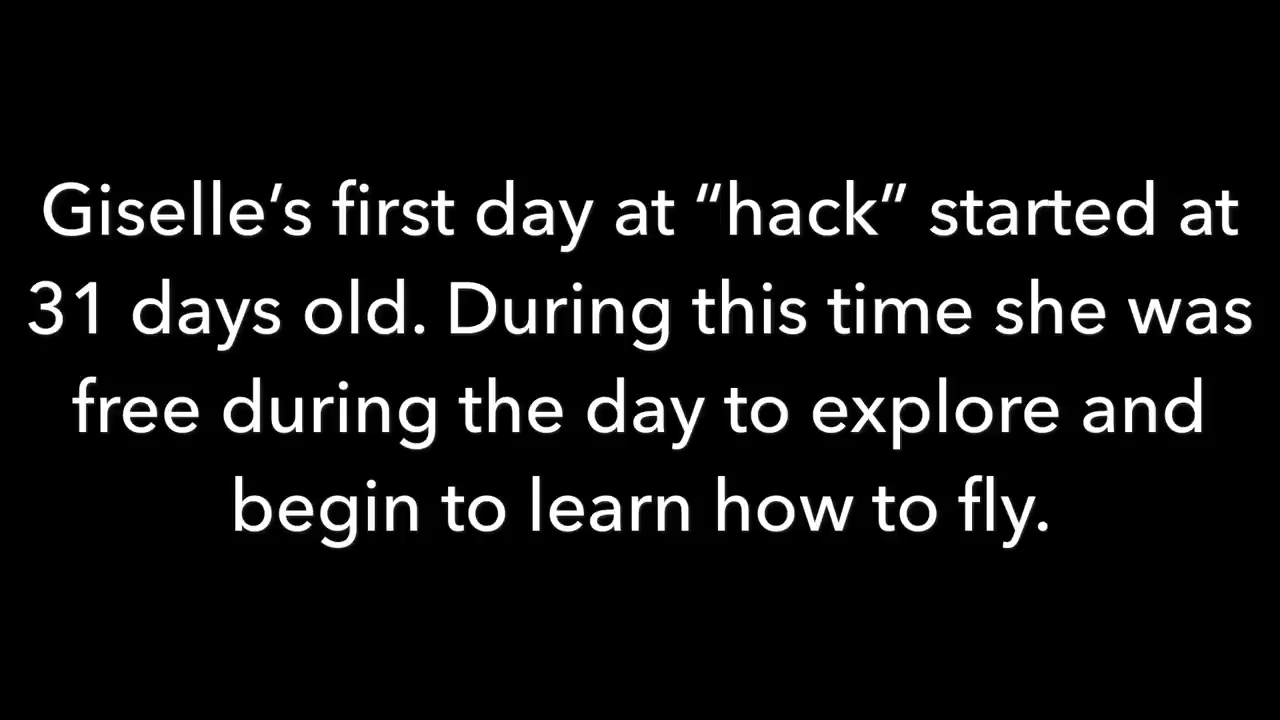 Giselle’s first day at “hack” started at
31 days old. During this time she was
free during the day to explore and
begin to learn how to fly.